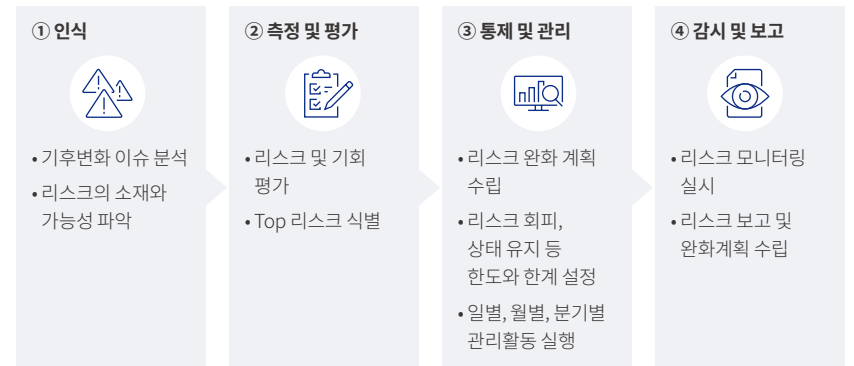 ① 인식
• 기후변화 이슈 분석
• 리스크의 소재와
가능성 파악
② 측정 및 평가
• 리스크 및 기회
평가
• Top 리스크 식별
③ 통제 및 관리
• 리스크 완화 계획
수립
• 리스크 회피,
상태 유지 등
한도와 한계 설정
• 일별, 월별, 분기별
관리활동 실행
④ 감시 및 보고
• 리스크 모니터링
실시
• 리스크 보고 및
완화계획 수립